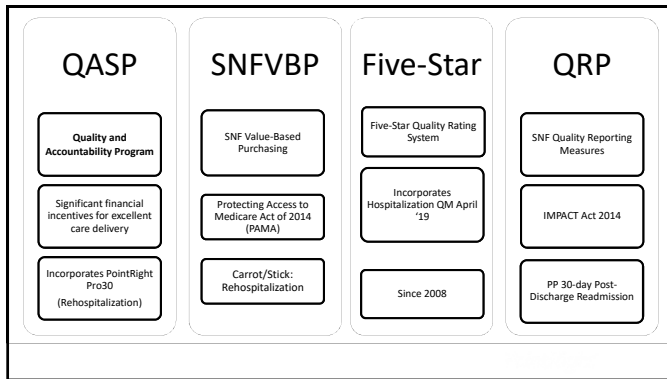 QASP
Quality and
Accountability Program
Significant financial
incentives for excellent
care delivery
Incorporates PointRight
Pro30
(Rehospitalization)
SNFVBP
SNF Value-Based
Purchasing
Protecting Access to
Medicare Act of 2014
(PAMA)
Carrot/Stick:
Rehospitalization
Five-Star
Five-Star Quality Rating
System
Incorporates
Hospitalization QM April
‘19
Since 2008
QRP
SNF Quality Reporting
Measures
IMPACT Act 2014
PP 30-day Post-
Discharge Readmission